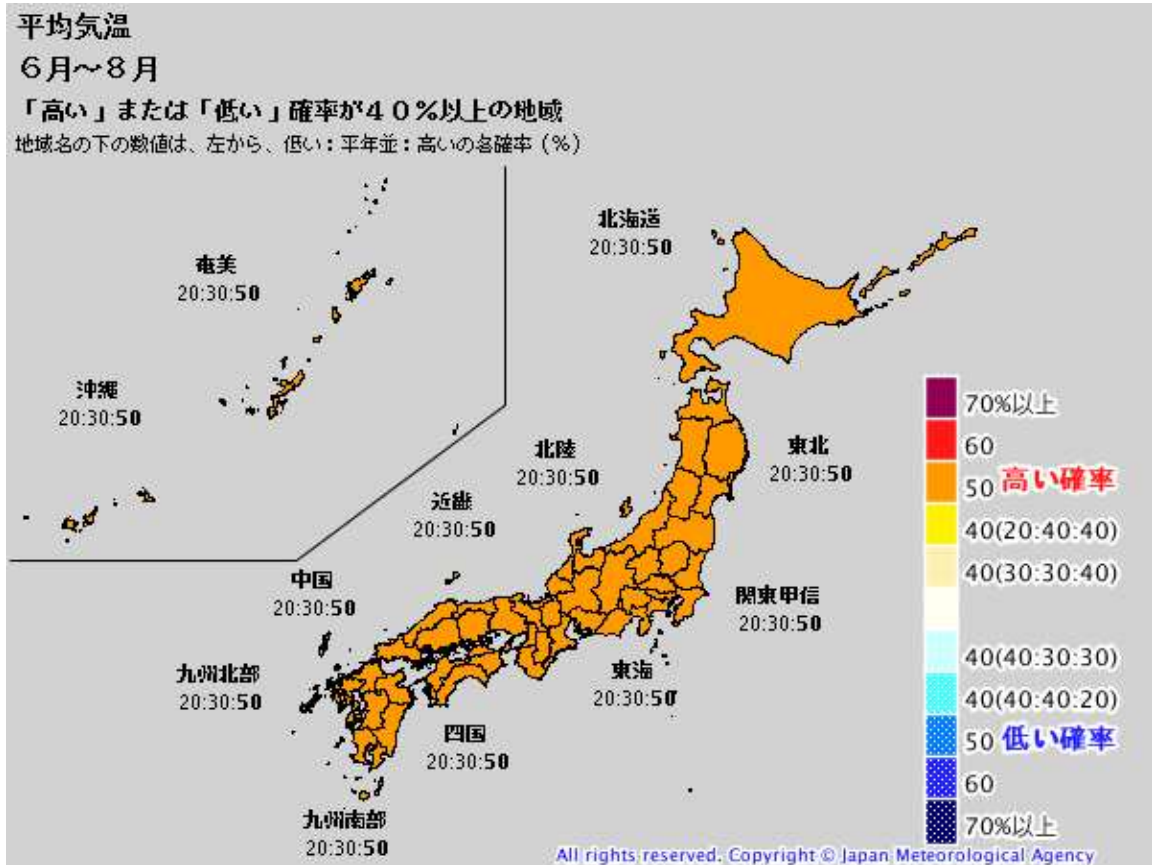 平均気温
6月～8月
「高い」または「低い」確率が40%以上の地域
地域名の下の数値は、左から、低い:平年並:高いの各確率(%)
北海道
20:30:50
奄美
20:30:50
沖縄
20:30:50
北陸
20:30:50
東北
20:30:50
近畿
20:30:50
中国
20:30:50
関東甲信
20:30:50
九州北部
20:30:50
東海
20:30:50
四国
20:30:50
九州南部
20:30:50
70%以上
60
50 高い確率
40(20:40:40)
40(30:30:40)
40(40:30:30)
40(40:40:20)
50 低い確率
60
70%以上
All rights reserved. Copyright © Japan Meteorological Agency